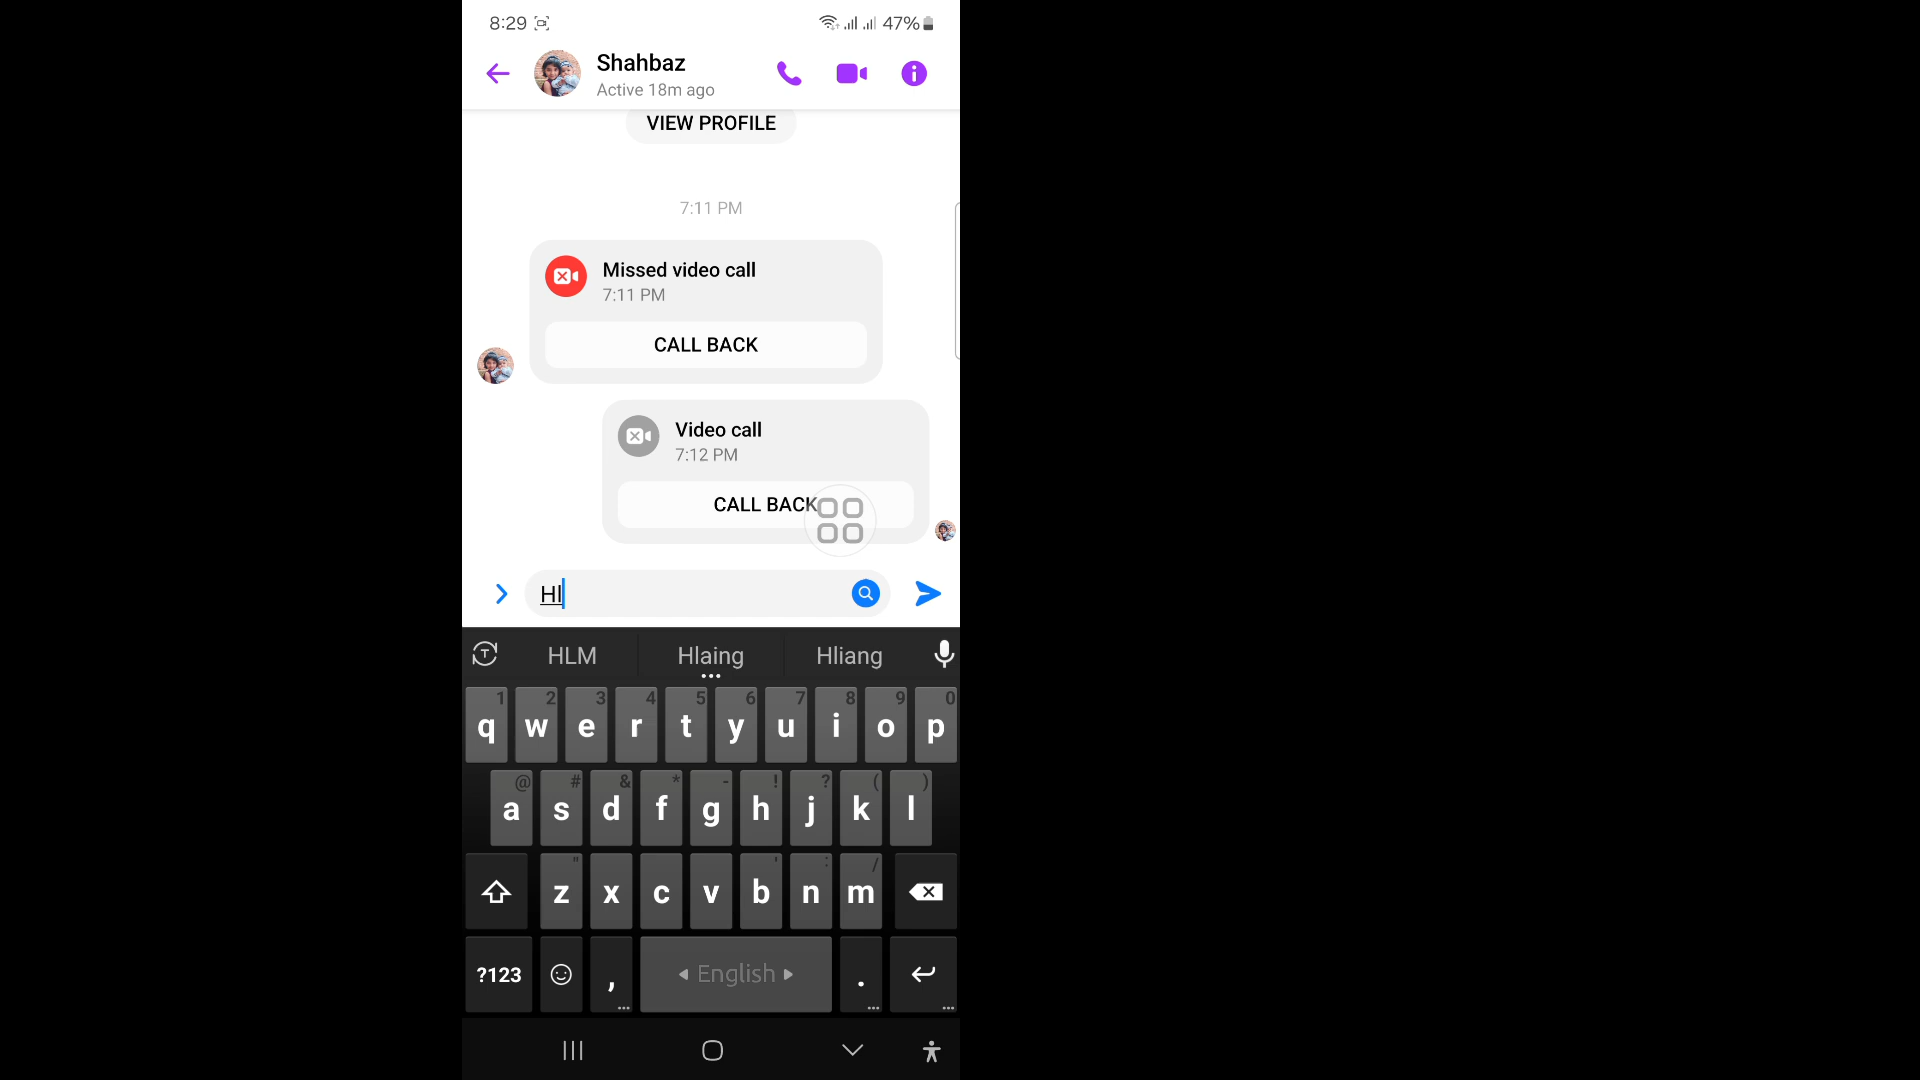 8:29 47%
Shahbaz
Active 18m ago
VIEW PROFILE
7:11 PM
Missed video call
7:11 PM
CALL BACK
Video call
7:12 PM
CALL BACK
Hl
HLM Hlaing Hliang
1 2 3 4 5 6 7 8 9 0
q w e r t y u i o p
@ # & * - ! ? ( )
a s d f g h j k l
" ' : /
z x c v b n m
?123 , English .